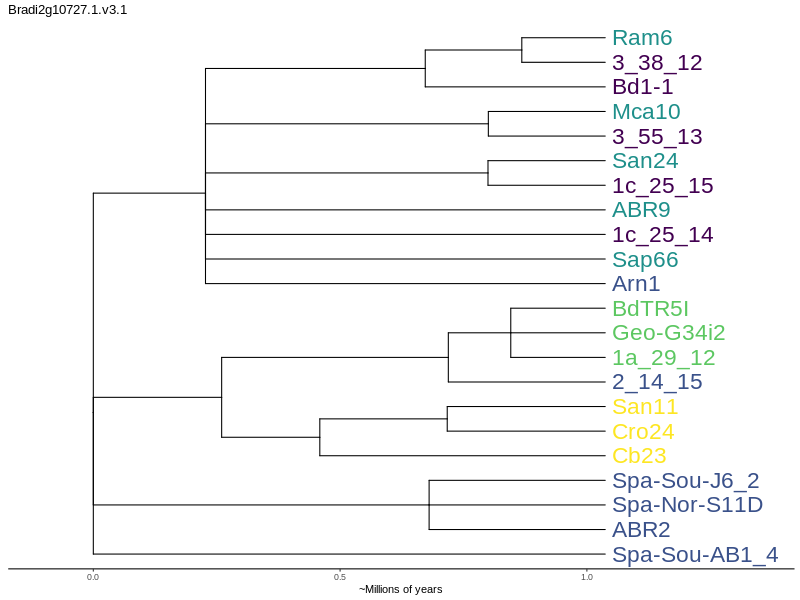 Bradi2g10727.1.v3.1
Ram6
3_38_12
Bd1-1
Mca10
3_55_13
San24
1c_25_15
ABR9
1c_25_14
Sap66
Arn1
BdTR5I
Geo-G34i2
1a_29_12
2_14_15
San11
Cro24
Cb23
Spa-Sou-J6_2
Spa-Nor-S11D
ABR2
Spa-Sou-AB1_4
0.0 0.5 1.0
~Millions of years